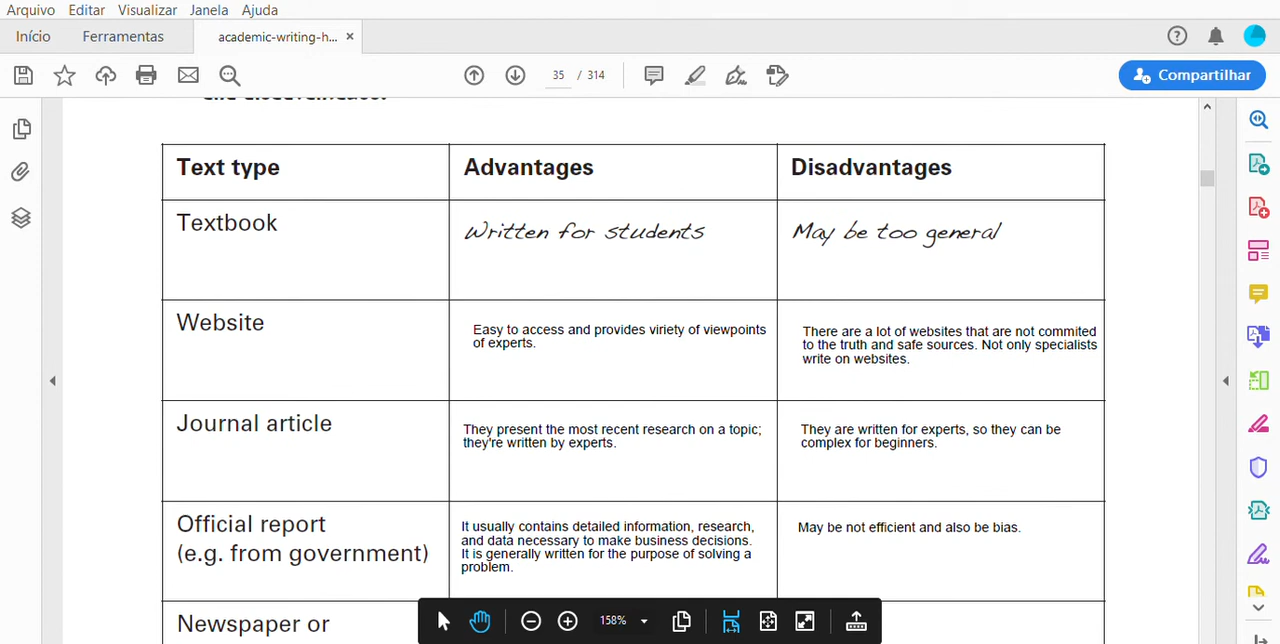 Arquivo Editar Visualizar Janela Ajuda
Início Ferramentas academic-writing-h... ×
35 / 314 Compartilhar
Text type Advantages Disadvantages
Textbook Written for students May be too general
Website
Easy to access and provides viriety of viewpoints
of experts.
There are a lot of websites that are not commited
to the truth and safe sources. Not only specialists
write on websites.
Journal article
They present the most recent research on a topic;
they're written by experts.
They are written for experts, so they can be
complex for beginners.
Official report
(e.g. from government)
It usually contains detailed information, research,
and data necessary to make business decisions.
It is generally written for the purpose of solving a
problem.
May be not efficient and also be bias.
Newspaper or
158%